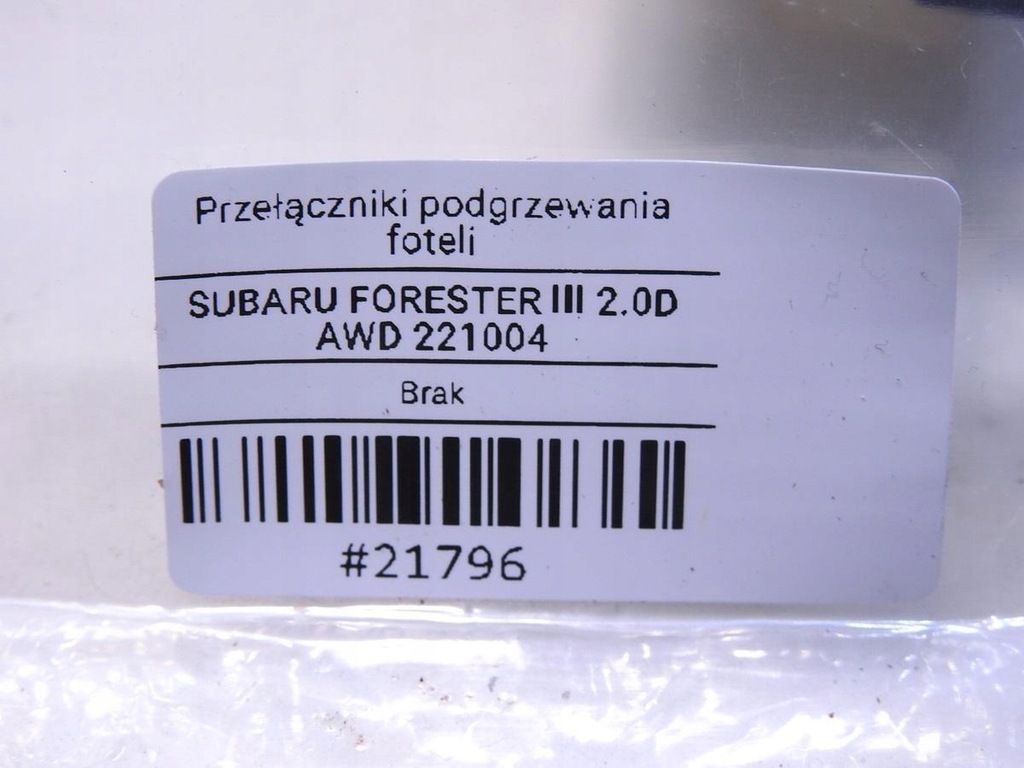 Przełączniki podgrzewania
foteli
SUBARU FORESTER III 2.0D
AWD 221004
Brak
#21796